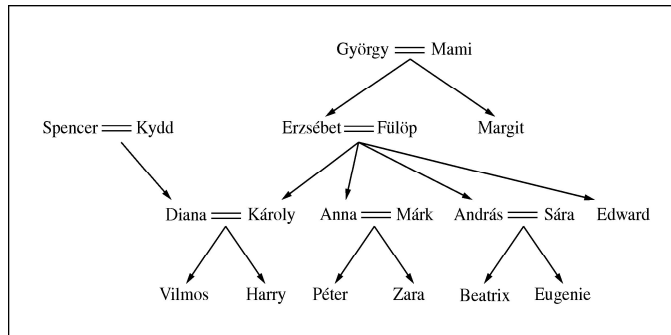 György Mami
Spencer Kydd Erzsébet Fülöp Margit
Diana Károly Anna Márk András Sára Edward
Vilmos Harry Péter Zara Beatrix Eugenie